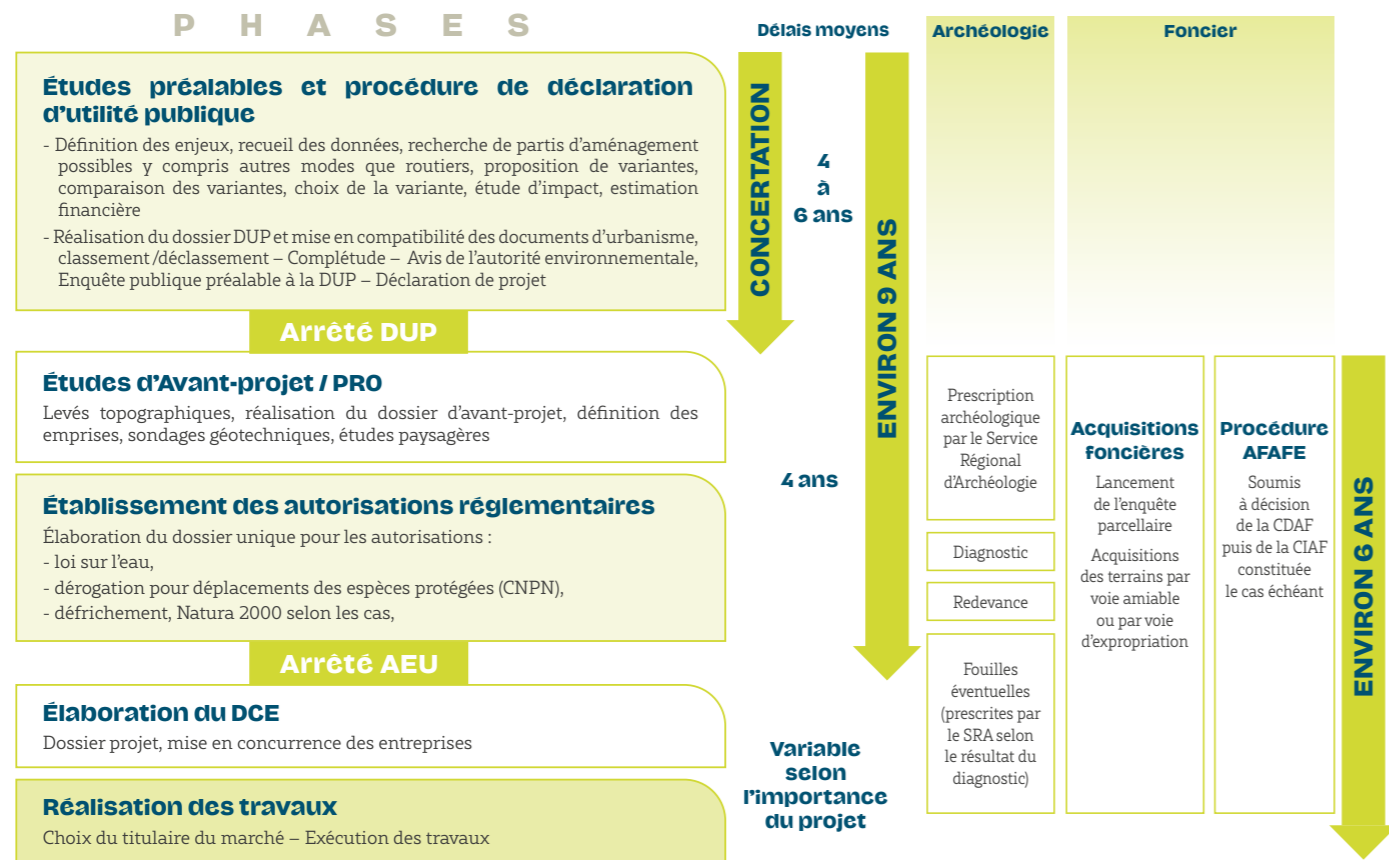 PHASES
Études préalables et procédure de déclaration
d'utilité publique
- Définition des enjeux, recueil des données, recherche de partis d'aménagement
possibles y compris autres modes que routiers, proposition de variantes,
comparaison des variantes, choix de la variante, étude d'impact, estimation
financière
- Réalisation du dossier DUP et mise en compatibilité des documents d'urbanisme,
classement /déclassement – Complétude – Avis de l'autorité environnementale,
Enquête publique préalable à la DUP – Déclaration de projet
Arrêté DUP
Études d'Avant-projet / PRO
Levés topographiques, réalisation du dossier d'avant-projet, définition des
emprises, sondages géotechniques, études paysagères
Établissement des autorisations réglementaires
Élaboration du dossier unique pour les autorisations :
- loi sur l'eau,
- dérogation pour déplacements des espèces protégées (CNPN),
- défrichement, Natura 2000 selon les cas,
Arrêté AEU
Élaboration du DCE
Dossier projet, mise en concurrence des entreprises
Réalisation des travaux
Choix du titulaire du marché – Exécution des travaux
Délais moyens
CONCERTATION
4
à
6 ans
ENVIRON 9 ANS
4 ans
Variable
selon
l'importance
du projet
Archéologie
Prescription
archéologique
par le Service
Régional
d'Archéologie
Diagnostic
Redevance
Fouilles
éventuelles
(prescrites par
le SRA selon
le résultat du
diagnostic)
Foncier
Acquisitions
foncières
Lancement
de l'enquête
parcellaire
Acquisitions
des terrains par
voie amiable
ou par voie
d'expropriation
Procédure
AFAFE
Soumis
à décision
de la CDAF
puis de la CIAF
constituée
le cas échéant
ENVIRON 6 ANS